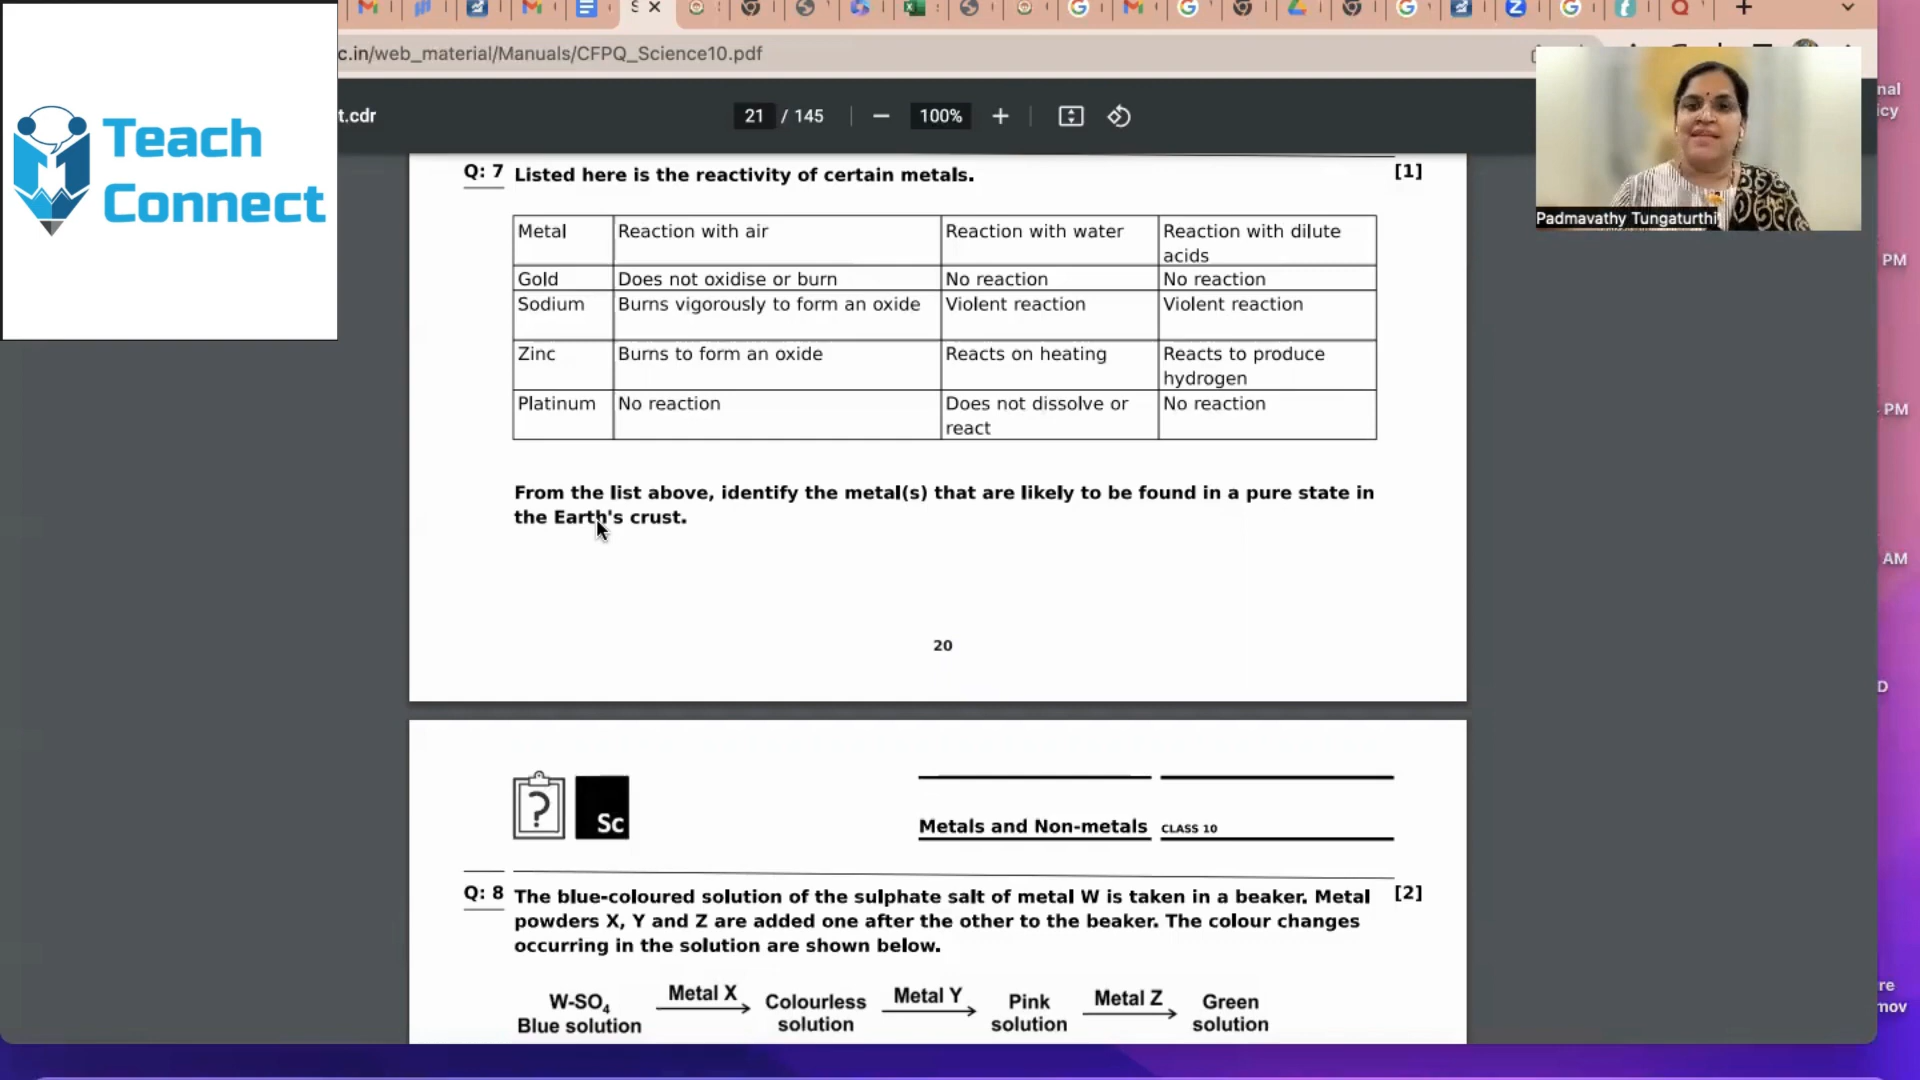 Teach
Connect
c.in/web_material/Manuals/CFPQ_Science10.pdf
t.cdr
21 / 145
100%
Padmavathy Tungaturthi
Q: 7 Listed here is the reactivity of certain metals. [1]
Metal Reaction with air Reaction with water Reaction with dilute
acids
Gold Does not oxidise or burn No reaction No reaction
Sodium Burns vigorously to form an oxide Violent reaction Violent reaction
Zinc Burns to form an oxide Reacts on heating Reacts to produce
hydrogen
Platinum No reaction Does not dissolve or No reaction
react
From the list above, identify the metal(s) that are likely to be found in a pure state in
the Earth's crust.
20
? Sc
Metals and Non-metals CLASS 10
Q: 8 The blue-coloured solution of the sulphate salt of metal W is taken in a beaker. Metal [2]
powders X, Y and Z are added one after the other to the beaker. The colour changes
occurring in the solution are shown below.
Metal X Metal Y Metal Z
W-SO₄ Colourless Pink Green
Blue solution solution solution solution
nal
icy
PM
PM
AM
D
re
mov